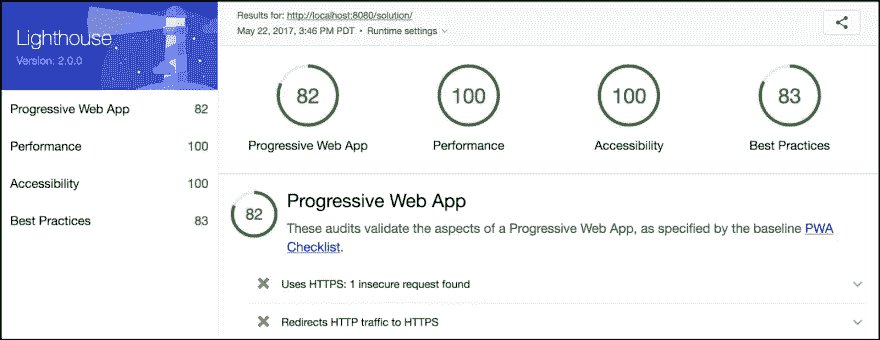 Lighthouse
Version: 2.0.0
Progressive Web App 82
Performance 100
Accessibility 100
Best Practices 83
Results for: http://localhost:8080/solution/
May 22, 2017, 3:46 PM PDT • Runtime settings
82 100 100 83
Progressive Web App Performance Accessibility Best Practices
82
Progressive Web App
These audits validate the aspects of a Progressive Web App, as specified by the baseline PWA
Checklist.
Uses HTTPS: 1 insecure request found
Redirects HTTP traffic to HTTPS